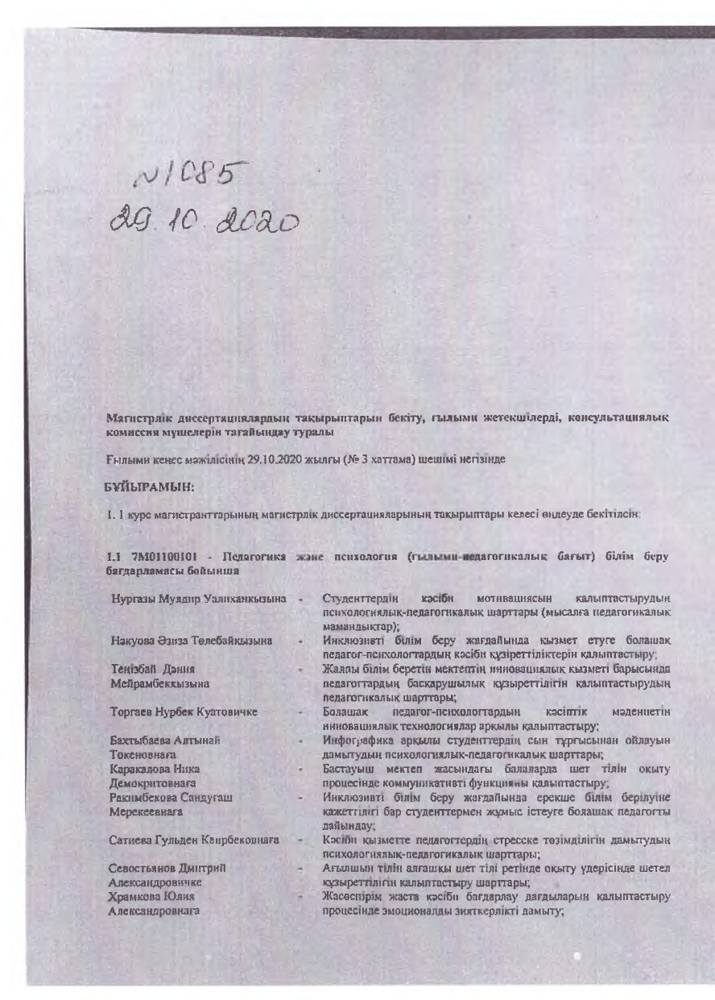 N1085
29.10.2020
Магистрлік диссертациялардың тақырыптарын бекіту, ғылыми жетекшілерді, консультациялық
комиссия мүшелерін тағайындау туралы
Ғылыми кеңес мәжілісінің 29.10.2020 жылғы (№ 3 хаттама) шешімі негізінде
БҰЙЫРАМЫН:
1. 1 курс магистранттарының магистрлік диссертацияларының тақырыптары келесі өңдеуде бекітілсін:
1.1 7М01100101 - Педагогика және психология (ғылыми-педагогикалық бағыт) білім беру
бағдарламасы бойынша
Нургазы Мулдир Уалиханкызына - Студенттердің кәсіби мотивациясын қалыптастырудың
психологиялық-педагогикалық шарттары (мысалға педагогикалық
мамандықтар);
Накуова Әзиза Төлебайқызына - Инклюзивті білім беру жағдайында қызмет етуге болашақ
педагог-психологтардың кәсіби құзіреттіліктерін қалыптастыру;
Теңізбай Дәния - Жалпы білім беретін мектептің инновациялық қызметі барысында
Мейрамбекқызына педагогтардың басқарушылық құзыреттілігін қалыптастырудың
педагогикалық шарттары;
Торгаев Нурбек Куатовичке - Болашақ педагог-психологтардың кәсіптік мәдениетін
инновациялық технологиялар арқылы қалыптастыру;
Бахтыбаева Алтынай - Инфографика арқылы студенттердің сын тұрғысынан ойлауын
Токеновнаға дамытудың психологиялық-педагогикалық шарттары;
Каракалова Ника - Бастауыш мектеп жасындағы балаларда шет тілін оқыту
Демокритовнаға процесінде коммуникативті функцияны қалыптастыру;
Ракимбекова Сандугаш - Инклюзивті білім беру жағдайында ерекше білім берілуіне
Мерекеевнаға қажеттілігі бар студенттермен жұмыс істеуге болашақ педагогты
дайындау;
Сатиева Гульден Каирбековнаға - Кәсіби қызметте педагогтердің стресске төзімділігін дамытудың
психологиялық-педагогикалық шарттары;
Севостьянов Дмитрий - Ағылшын тілін алғашқы шет тілі ретінде оқыту үдерісінде шетел
Александровичке құзыреттілігін қалыптастыру шарттары;
Храмкова Юлия - Жасөспірім жаста кәсіби бағдарлау дағдыларын қалыптастыру
Александровнаға процесінде эмоционалды зияткерлікті дамыту;